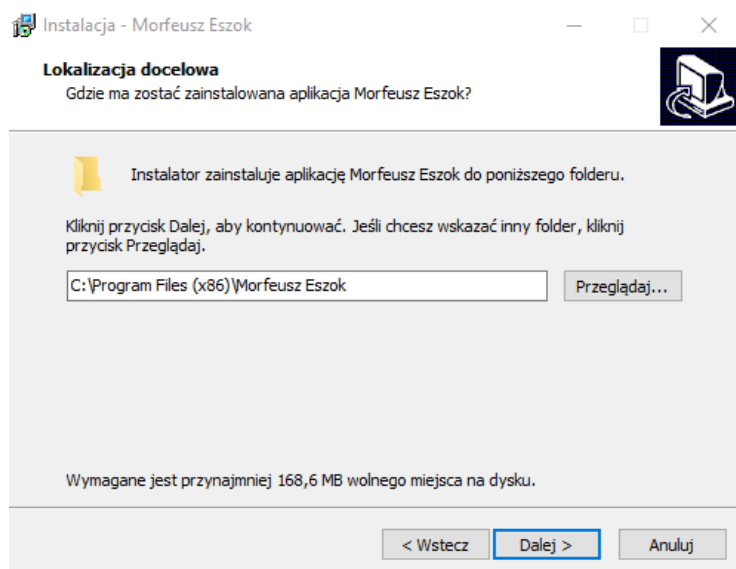 Instalacja - Morfeusz Eszok
Lokalizacja docelowa
Gdzie ma zostać zainstalowana aplikacja Morfeusz Eszok?
Instalator zainstaluje aplikację Morfeusz Eszok do poniższego folderu.
Kliknij przycisk Dalej, aby kontynuować. Jeśli chcesz wskazać inny folder, kliknij
przycisk Przeglądaj.
C:\Program Files (x86)\Morfeusz Eszok
Przeglądaj...
Wymagane jest przynajmniej 168,6 MB wolnego miejsca na dysku.
< Wstecz
Dalej >
Anuluj